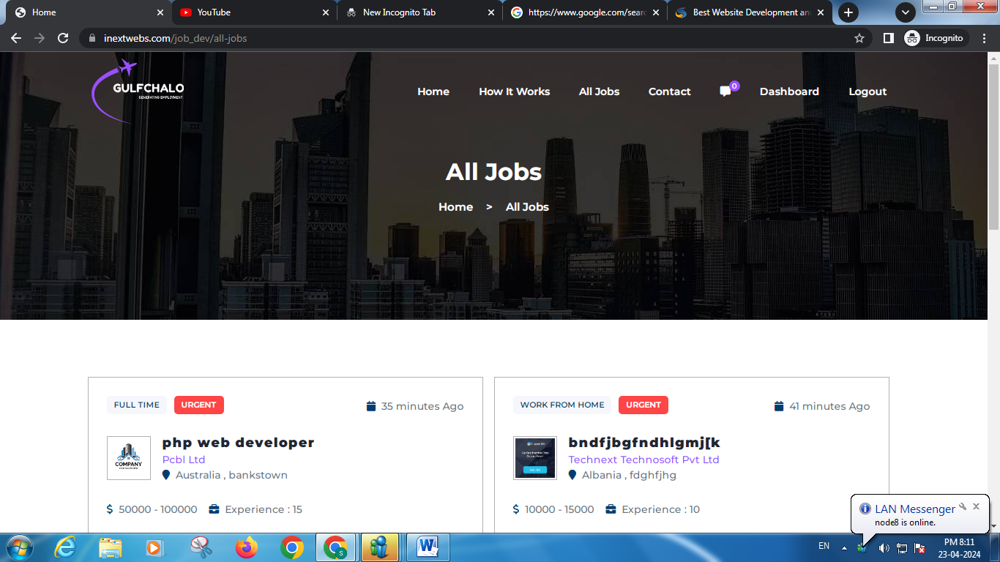 Home
YouTube
New Incognito Tab
https://www.google.com/sear
Best Website Development an
inextwebs.com/job_dev/all-jobs
Incognito
GULFCHALO
GENERATING EMPLOYMENT
Home
How It Works
All Jobs
Contact
0
Dashboard
Logout
All Jobs
Home > All Jobs
FULL TIME
URGENT
35 minutes Ago
php web developer
Pcbl Ltd
Australia , bankstown
COMPANY
$ 50000 - 100000
Experience : 15
WORK FROM HOME
URGENT
41 minutes Ago
bndfjbgfndhlgmj[k
Technext Technosoft Pvt Ltd
Albania , fdghfjhg
$ 10000 - 15000
Experience : 10
LAN Messenger
node8 is online.
S
W
EN
PM 8:11
23-04-2024